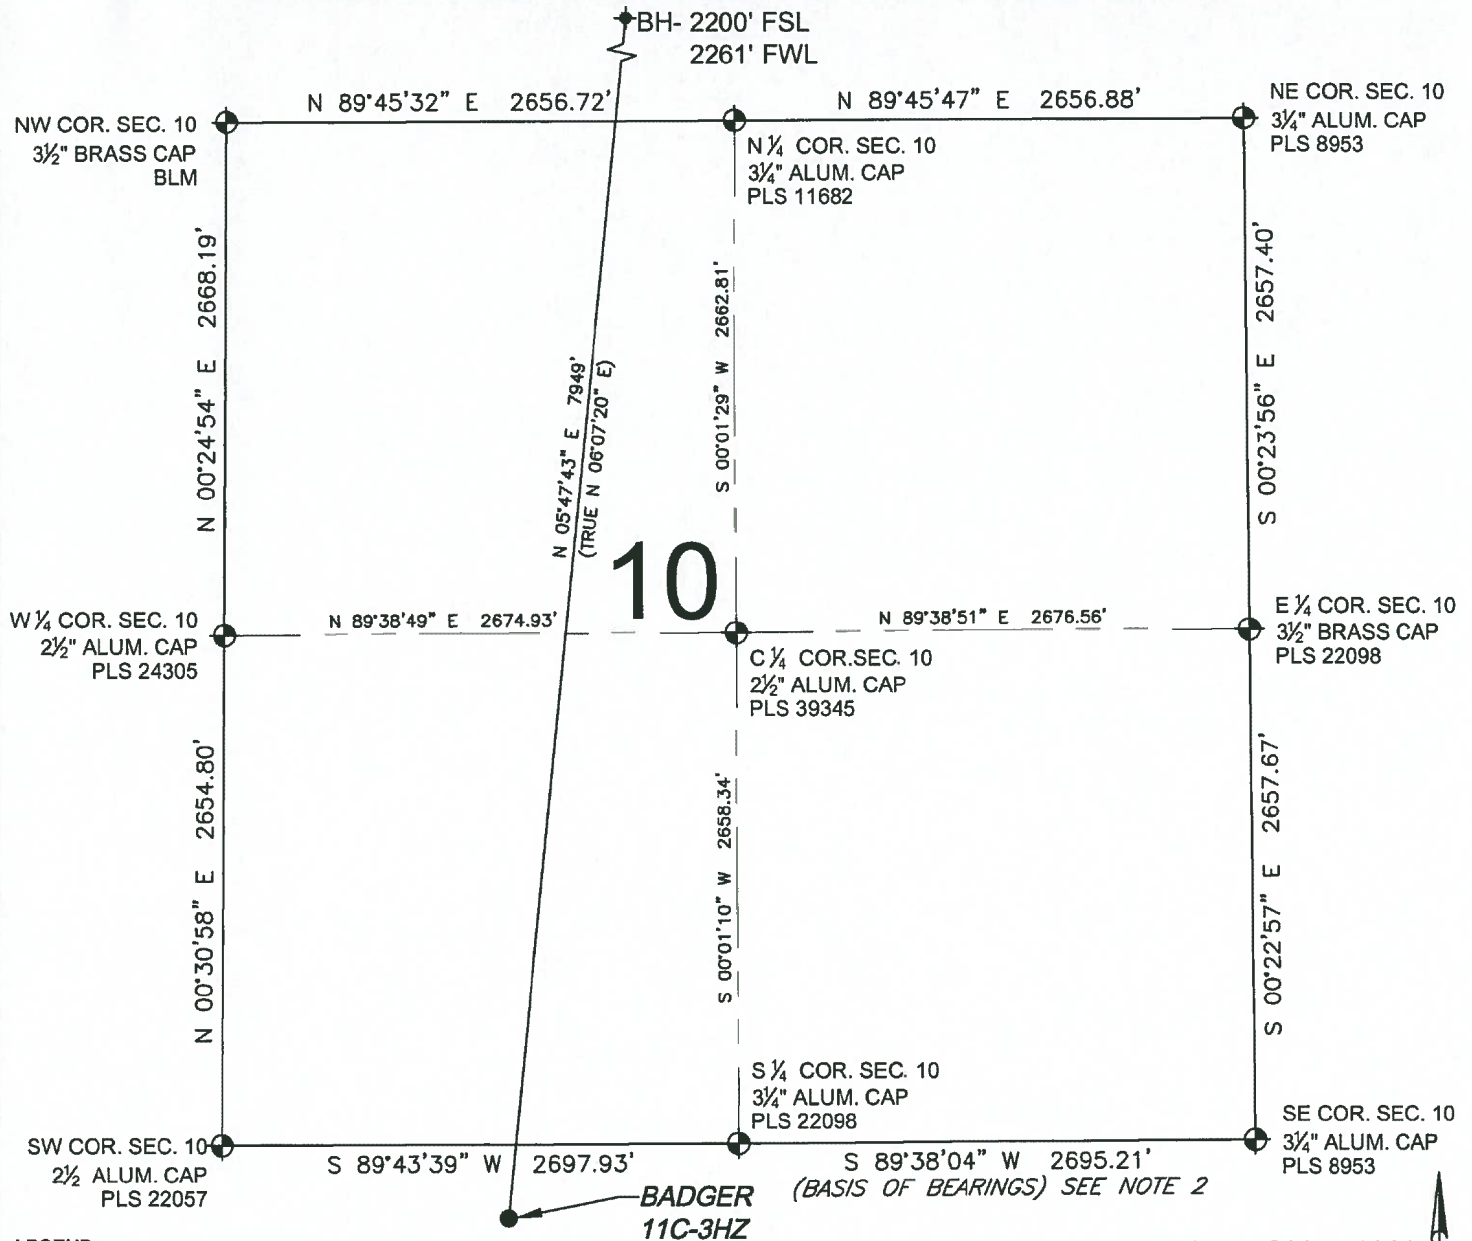 BH- 2200' FSL
2261' FWL
N 89°45'32" E 2656.72'
N 89°45'47" E 2656.88'
NW COR. SEC. 10
3½" BRASS CAP
BLM
N ¼ COR. SEC. 10
3¼" ALUM. CAP
PLS 11682
NE COR. SEC. 10
3¼" ALUM. CAP
PLS 8953
N 00°24'54" E 2668.19'
S 00°01'29" W 2662.81'
S 00°23'56" E 2657.40'
N 05°47'43" E 7949'
(TRUE N 06°07'20" E)
10
W ¼ COR. SEC. 10
2½" ALUM. CAP
PLS 24305
N 89°38'49" E 2674.93'
N 89°38'51" E 2676.56'
C ¼ COR.SEC. 10
2½" ALUM. CAP
PLS 39345
E ¼ COR. SEC. 10
3½" BRASS CAP
PLS 22098
N 00°30'58" E 2654.80'
S 00°01'10" W 2658.34'
S 00°22'57" E 2657.67'
S ¼ COR. SEC. 10
3¼" ALUM. CAP
PLS 22098
SW COR. SEC. 10
2½ ALUM. CAP
PLS 22057
SE COR. SEC. 10
3¼" ALUM. CAP
PLS 8953
S 89°43'39" W 2697.93'
S 89°38'04" W 2695.21'
(BASIS OF BEARINGS) SEE NOTE 2
BADGER
11C-3HZ